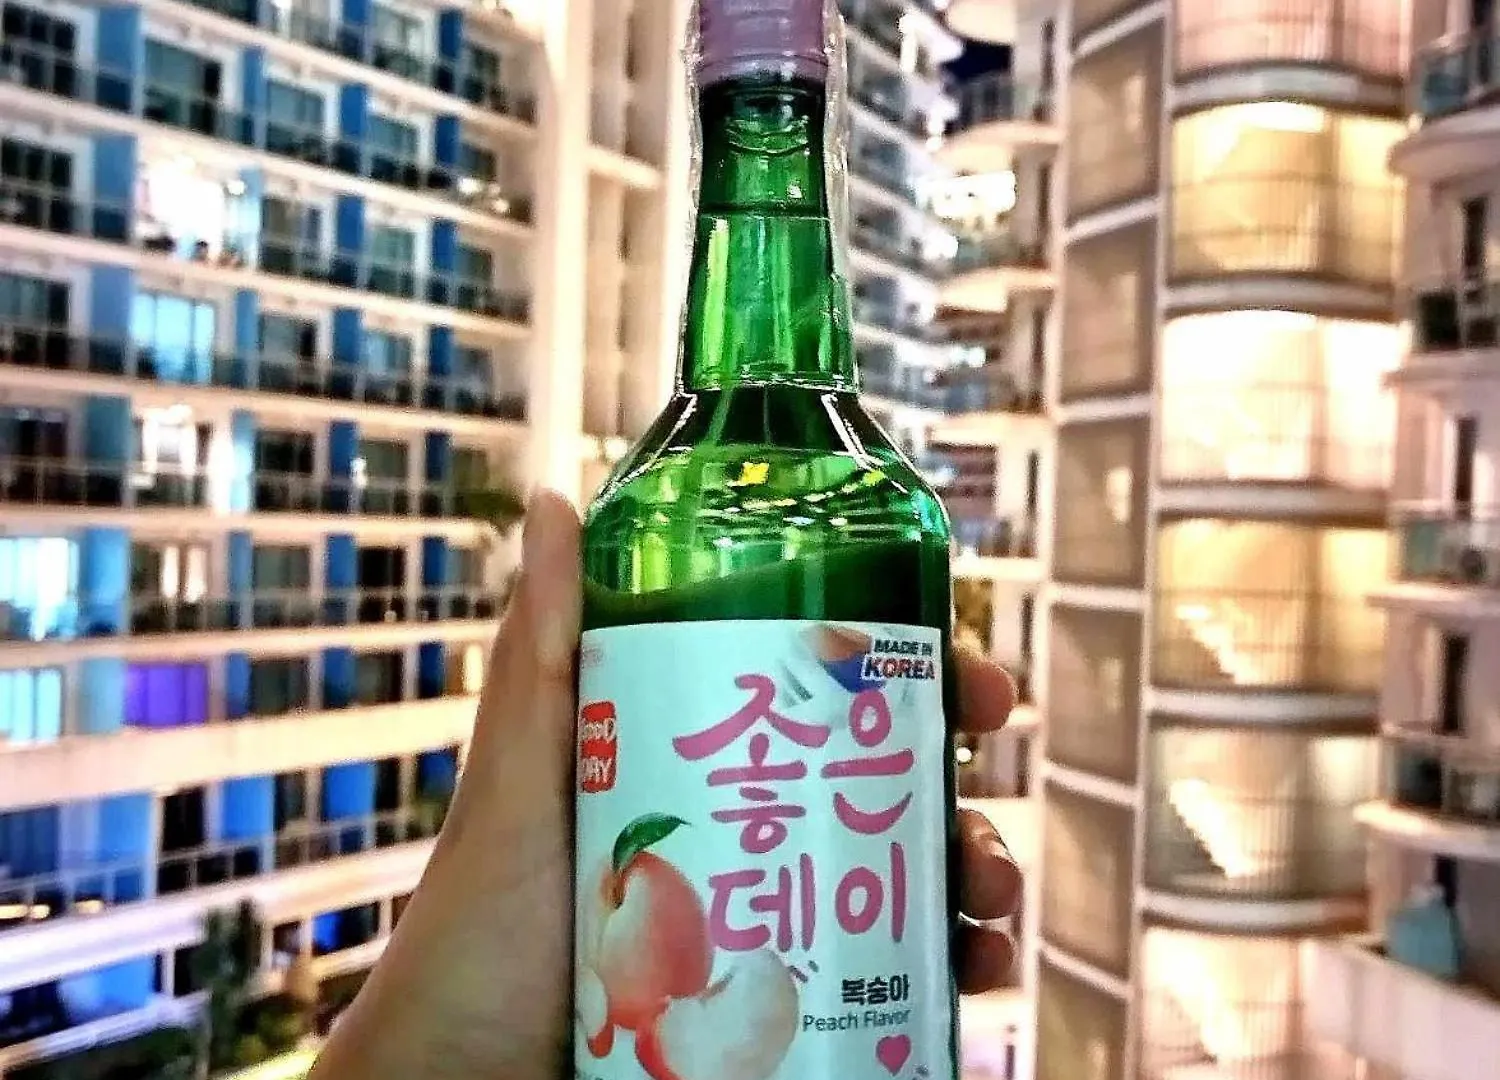 MADE IN
KOREA
GOOD
DAY
좋은
데이
복숭아
Peach Flavor